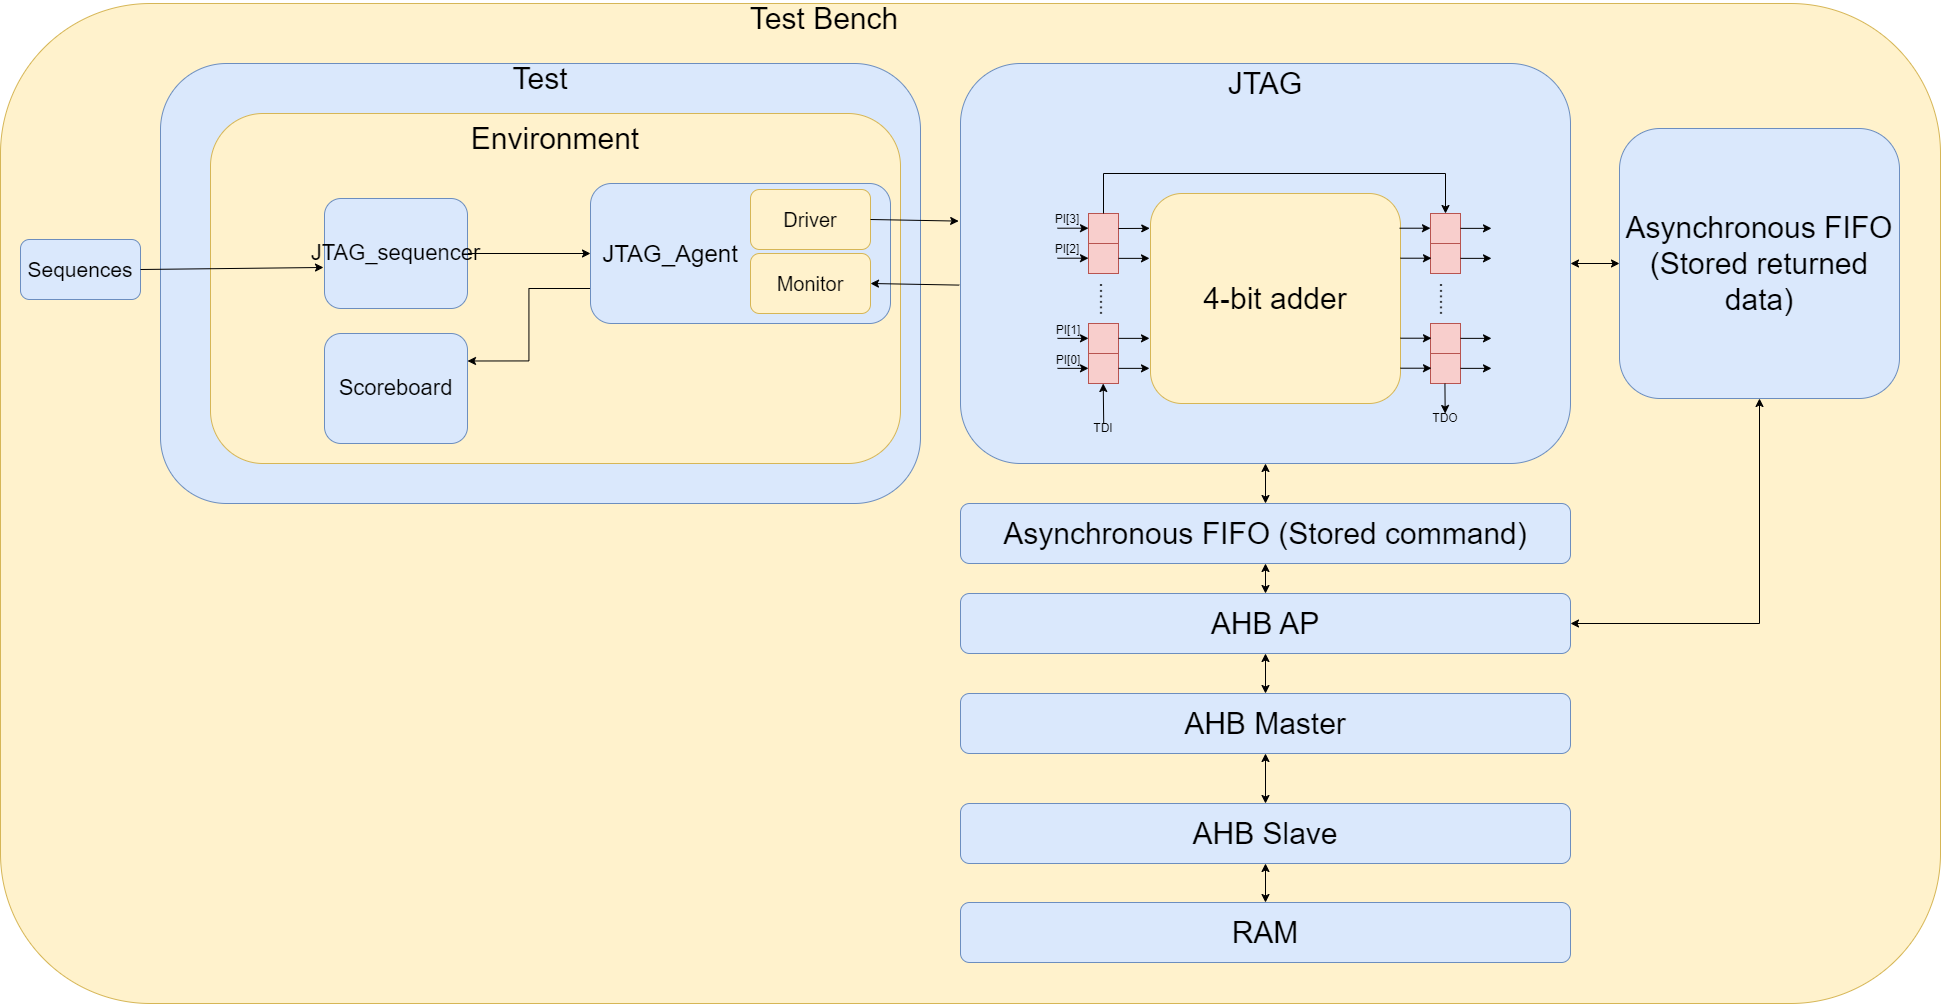 Test Bench
Test
Environment
Sequences
JTAG_sequencer
JTAG_Agent
Driver
Monitor
Scoreboard
JTAG
PI[3]
PI[2]
PI[1]
PI[0]
TDI
4-bit adder
TDO
Asynchronous FIFO
(Stored returned
data)
Asynchronous FIFO (Stored command)
AHB AP
AHB Master
AHB Slave
RAM